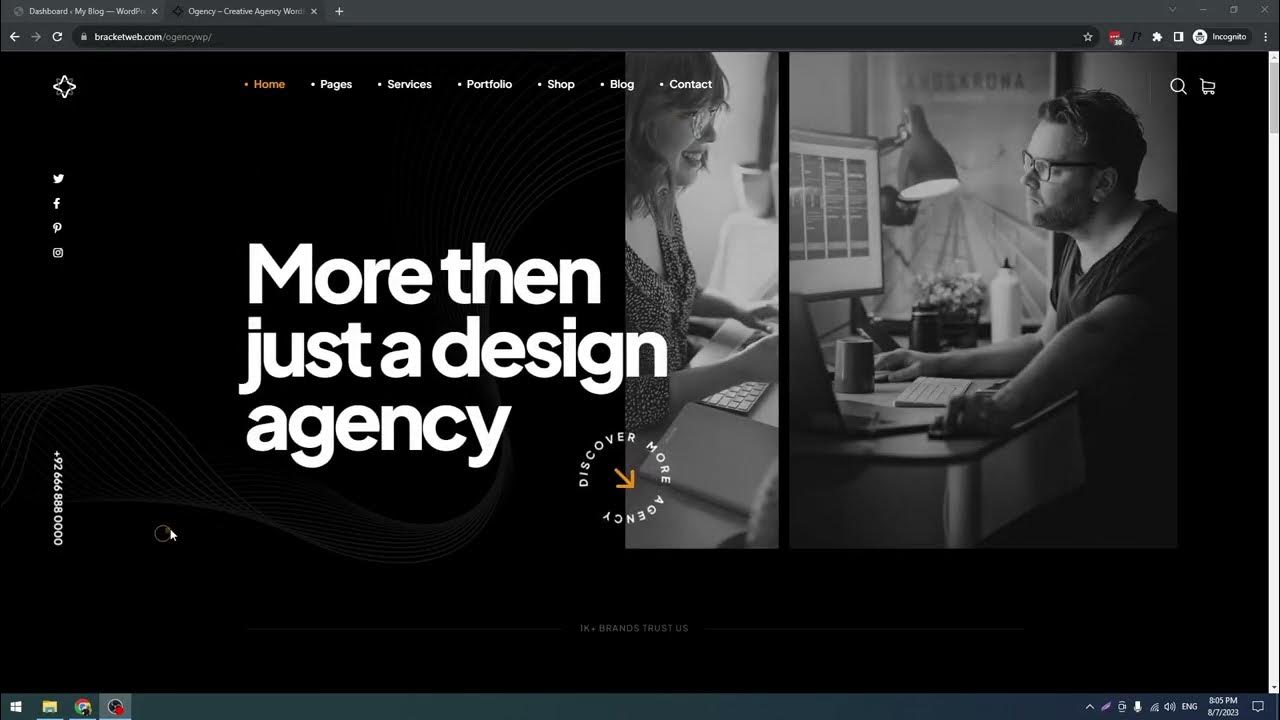 Dashboard ‹ My Blog — WordPr
Ogency – Creative Agency Word
bracketweb.com/ogencywp/
38
Incognito
Home
Pages
Services
Portfolio
Shop
Blog
Contact
More then
just a design
agency
DISCOVER MORE AGENCY
+92 666 888 0000
1K+ BRANDS TRUST US
ENG
8:05 PM
8/7/2023